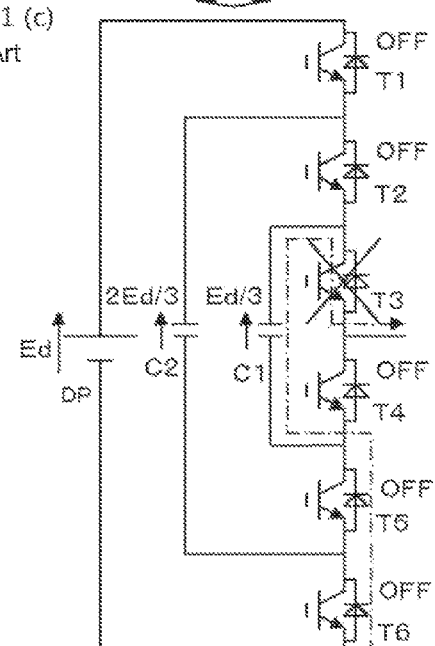 1 (c)
Art
OFF
T1
OFF
T2
2Ed/3 Ed/3
T3
Ed
C2 C1
OFF
DP
T4
OFF
T5
OFF
T6